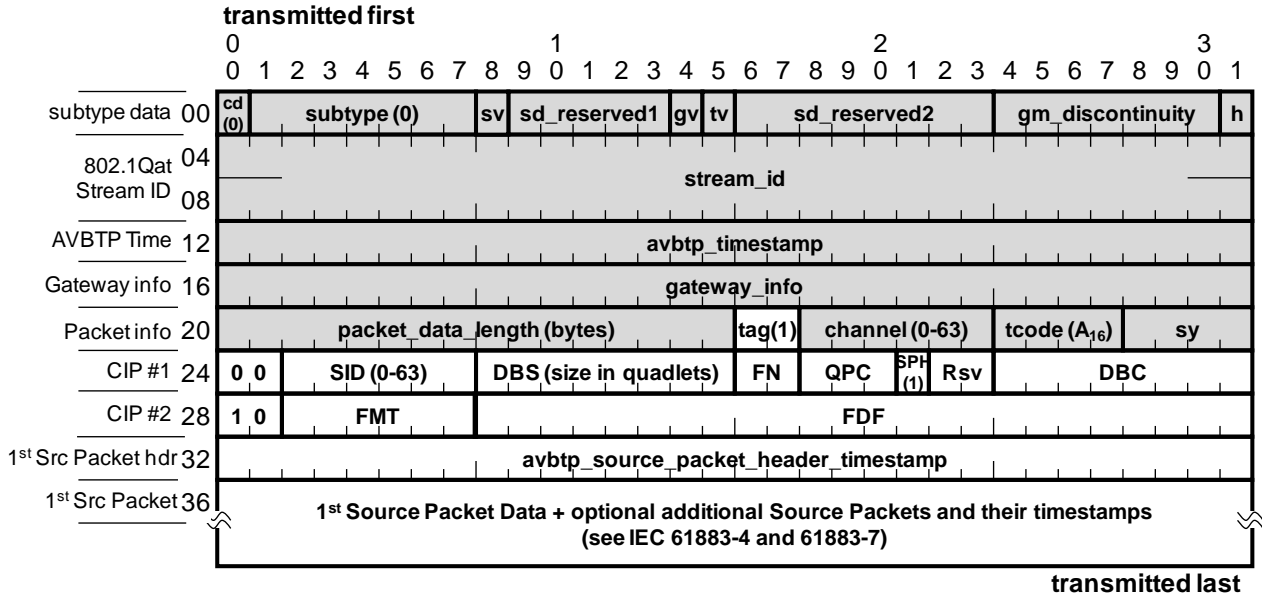 transmitted first
0 1 2 3
0 1 2 3 4 5 6 7 8 9 0 1 2 3 4 5 6 7 8 9 0 1 2 3 4 5 6 7 8 9 0 1
subtype data 00 cd (0) subtype (0) sv sd_reserved1 gv tv sd_reserved2 gm_discontinuity h
802.1Qat Stream ID 04 08 stream_id
AVBTP Time 12 avbtp_timestamp
Gateway info 16 gateway_info
Packet info 20 packet_data_length (bytes) tag(1) channel (0-63) tcode (A16) sy
CIP #1 24 0 0 SID (0-63) DBS (size in quadlets) FN QPC SPH (1) Rsv DBC
CIP #2 28 1 0 FMT FDF
1st Src Packet hdr 32 avbtp_source_packet_header_timestamp
1st Src Packet 36 1st Source Packet Data + optional additional Source Packets and their timestamps
(see IEC 61883-4 and 61883-7)
transmitted last